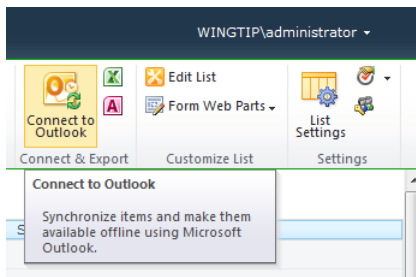 WINGTIP\administrator
Edit List
Form Web Parts
Connect to
Outlook
List
Settings
Connect & Export
Customize List
Settings
Connect to Outlook
Synchronize items and make them
available offline using Microsoft
Outlook.
S